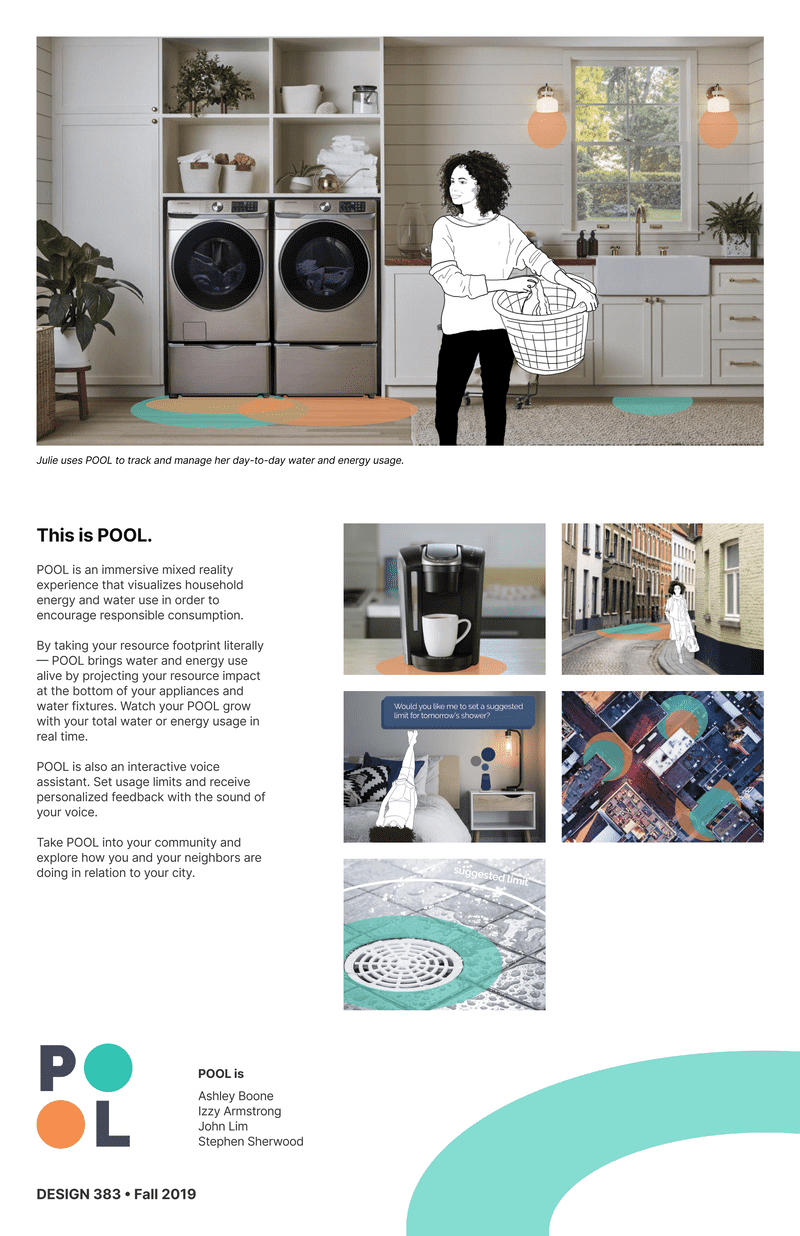 Julie uses POOL to track and manage her day-to-day water and energy usage.
This is POOL.
POOL is an immersive mixed reality
experience that visualizes household
energy and water use in order to
encourage responsible consumption.
By taking your resource footprint literally
— POOL brings water and energy use
alive by projecting your resource impact
at the bottom of your appliances and
water fixtures. Watch your POOL grow
with your total water or energy usage in
real time.
POOL is also an interactive voice
assistant. Set usage limits and receive
personalized feedback with the sound of
your voice.
Take POOL into your community and
explore how you and your neighbors are
doing in relation to your city.
Would you like me to set a suggested
limit for tomorrow's shower?
suggested limit
P
L
POOL is
Ashley Boone
Izzy Armstrong
John Lim
Stephen Sherwood
DESIGN 383 • Fall 2019